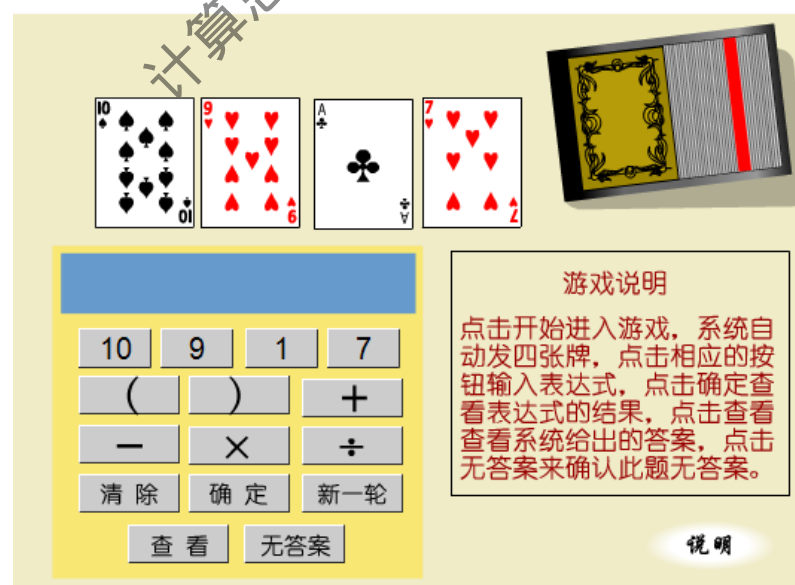 计算
10
9
A
7
10
9
A
7
游戏说明
点击开始进入游戏，系统自
动发四张牌，点击相应的按
钮输入表达式，点击确定查
看表达式的结果，点击查看
查看系统给出的答案，点击
无答案来确认此题无答案。
10 9 1 7
( ) +
− × ÷
清 除 确 定 新一轮
查 看 无答案
说明